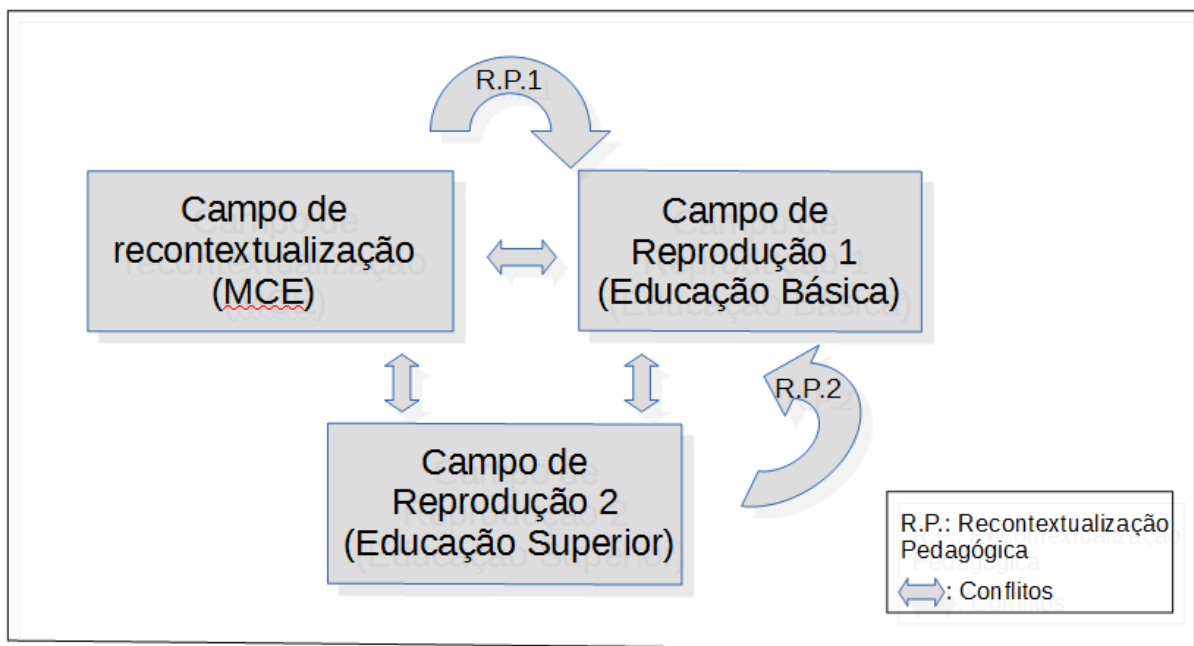 R.P.1
Campo de
recontextualização
(MCE)
Campo de
Reprodução 1
(Educação Básica)
R.P.2
Campo de
Reprodução 2
(Educação Superior)
R.P.: Recontextualização
Pedagógica
: Conflitos